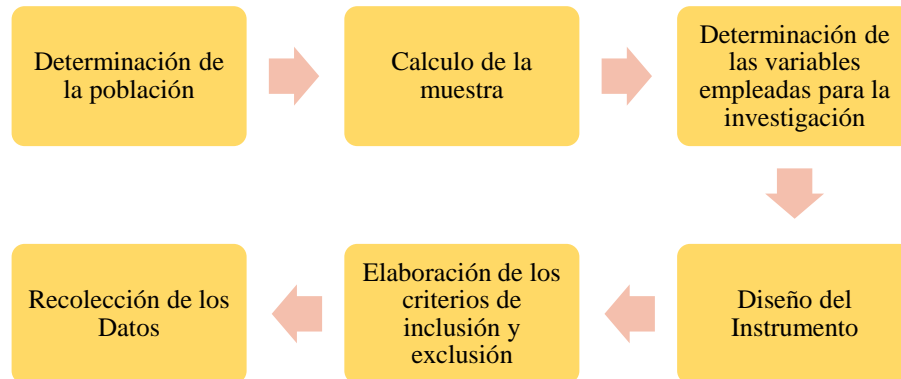 Determinación de
la población
Calculo de la
muestra
Determinación de
las variables
empleadas para la
investigación
Diseño del
Instrumento
Elaboración de los
criterios de
inclusión y
exclusión
Recolección de los
Datos